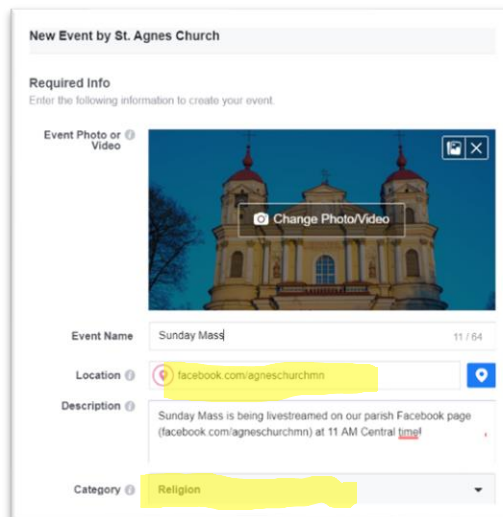 New Event by St. Agnes Church
Required Info
Enter the following information to create your event.
Event Photo or
Video
Change Photo/Video
Event Name
Sunday Mass
11 / 64
Location
facebook.com/agneschurchmn
Description
Sunday Mass is being livestreamed on our parish Facebook page
(facebook.com/agneschurchmn) at 11 AM Central time!
Category
Religion